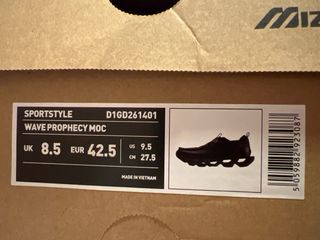 MIZ
SPORTSTYLE D1GD261401
WAVE PROPHECY MOC
UK 8.5 EUR 42.5 US 9.5 CM 27.5
MADE IN VIETNAM
5059882923087